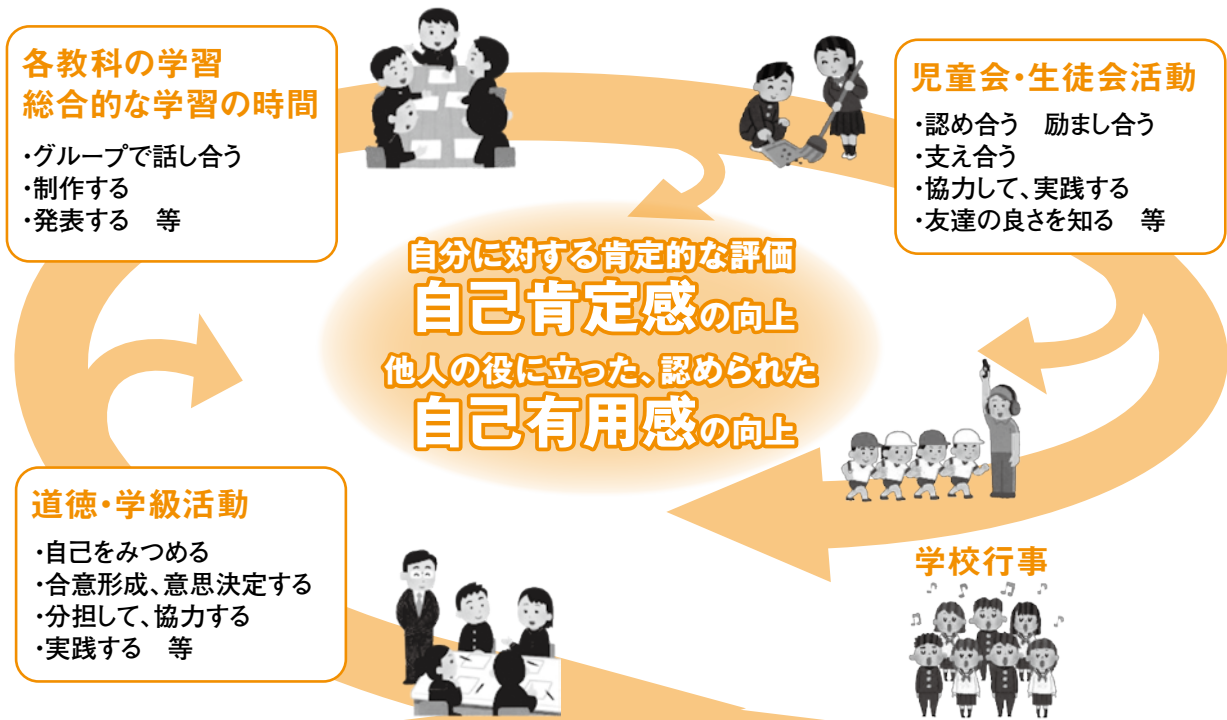 各教科の学習
総合的な学習の時間
・グループで話し合う
・制作する
・発表する　等
児童会・生徒会活動
・認め合う　励まし合う
・支え合う
・協力して、実践する
・友達の良さを知る　等
自分に対する肯定的な評価
自己肯定感の向上
他人の役に立った、認められた
自己有用感の向上
道徳・学級活動
・自己をみつめる
・合意形成、意思決定する
・分担して、協力する
・実践する　等
学校行事